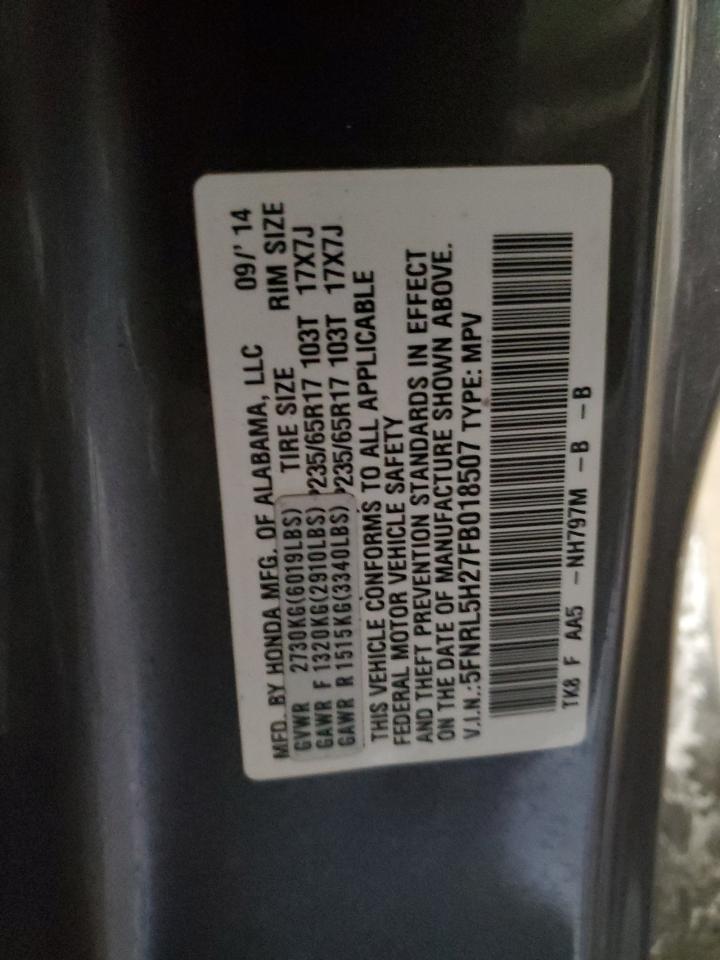 MFD. BY HONDA MFG. OF ALABAMA, LLC 09/' 14
TIRE SIZE RIM SIZE
GVWR 2730KG(6019LBS)
GAWR F 1320KG(2910LBS) P235/65R17 103T 17X7J
GAWR R 1515KG(3340LBS) P235/65R17 103T 17X7J
THIS VEHICLE CONFORMS TO ALL APPLICABLE
FEDERAL MOTOR VEHICLE SAFETY
AND THEFT PREVENTION STANDARDS IN EFFECT
ON THE DATE OF MANUFACTURE SHOWN ABOVE.
V.I.N.:5FNRL5H27FB018507 TYPE: MPV
TK8 F AA5 -NH797M -B -B